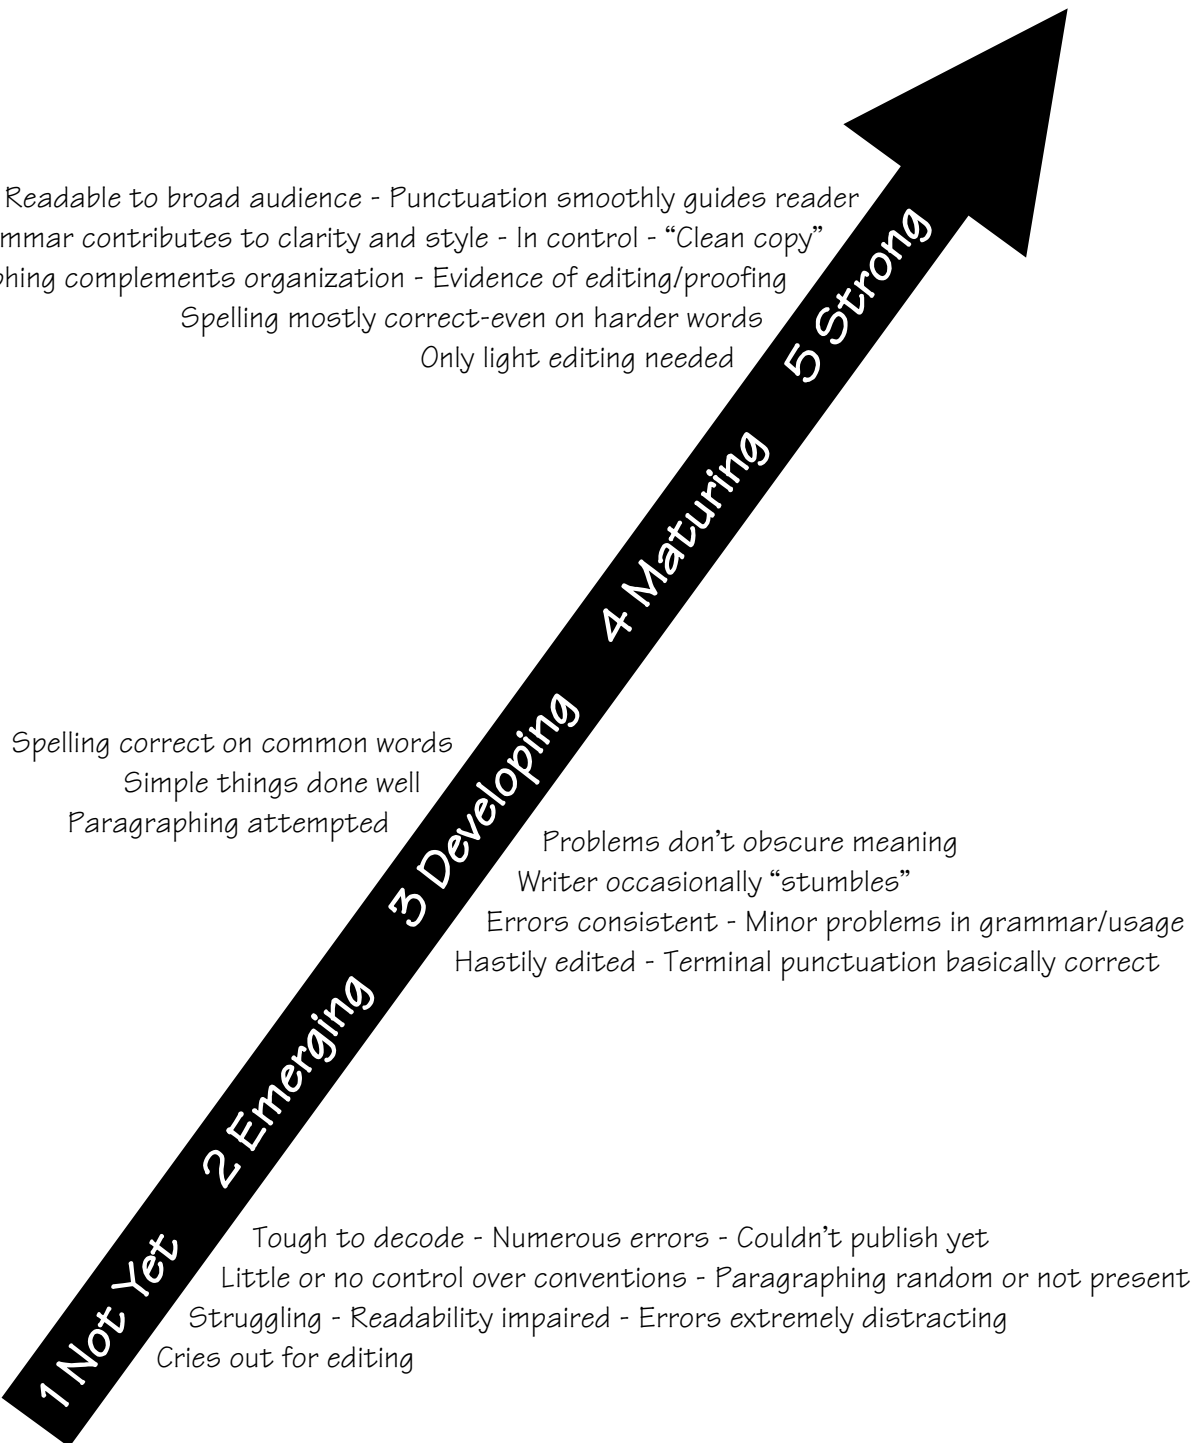 Readable to broad audience - Punctuation smoothly guides reader
contributes to clarity and style - In control - “Clean copy”
complements organization - Evidence of editing/proofing
Spelling mostly correct-even on harder words
Only light editing needed
5 Strong
4 Maturing
Spelling correct on common words
Simple things done well
Paragraphing attempted
3 Developing
Problems don’t obscure meaning
Writer occasionally “stumbles”
Errors consistent - Minor problems in grammar/usage
Hastily edited - Terminal punctuation basically correct
2 Emerging
Tough to decode - Numerous errors - Couldn’t publish yet
Little or no control over conventions - Paragraphing random or not present
Struggling - Readability impaired - Errors extremely distracting
Cries out for editing
1 Not Yet